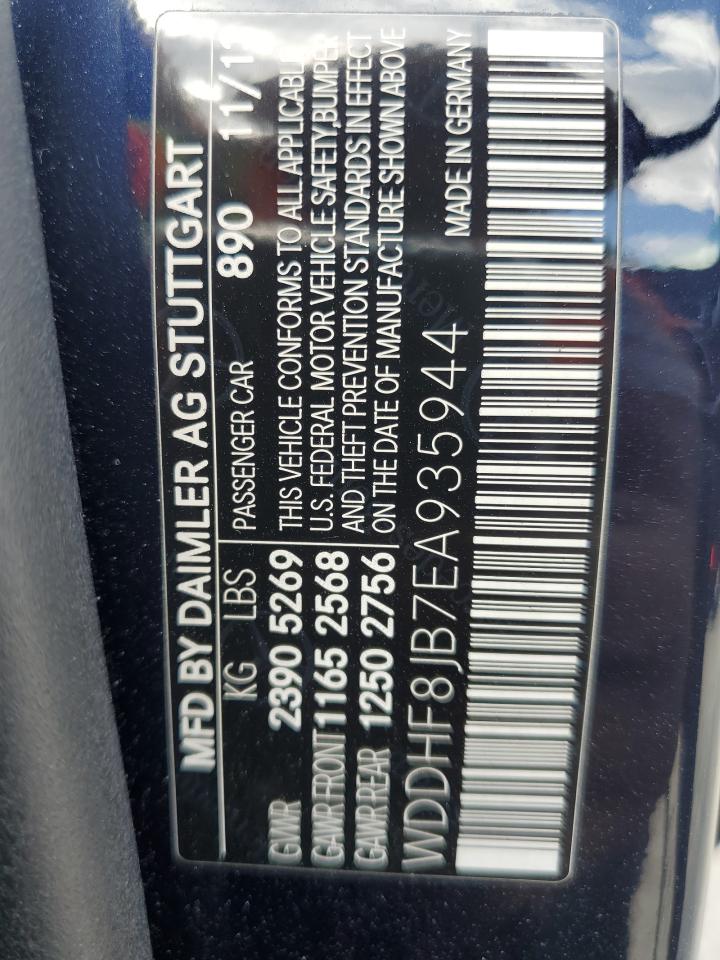 MFD BY DAIMLER AG STUTTGART
KG LBS PASSENGER CAR 890
GWR 2390 5269 THIS VEHICLE CONFORMS TO ALL APPLICABLE
GAWR FRONT 1165 2568 U.S. FEDERAL MOTOR VEHICLE SAFETY,BUMPER
GAWR REAR 1250 2756 AND THEFT PREVENTION STANDARDS IN EFFECT
ON THE DATE OF MANUFACTURE SHOWN ABOVE
WDDHF8JB7EA935944 MADE IN GERMANY